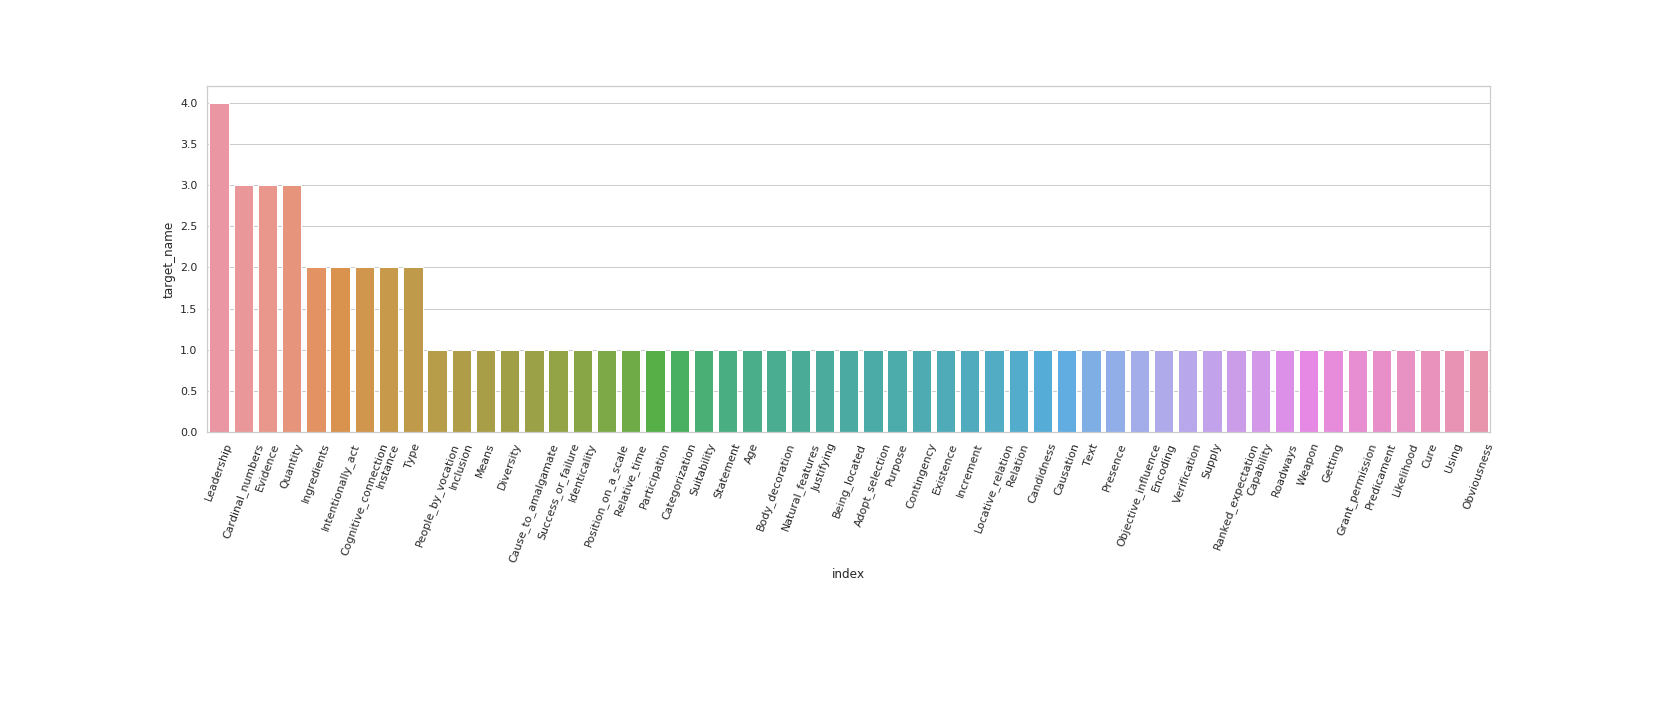 4.0
3.5
3.0
2.5
2.0
1.5
1.0
0.5
0.0
target_name
Leadership
Cardinal_numbers
Evidence
Quantity
Ingredients
Intentionally_act
Cognitive_connection
Instance
Type
People_by_vocation
Inclusion
Means
Diversity
Cause_to_amalgamate
Success_or_failure
Identicality
Position_on_a_scale
Relative_time
Participation
Categorization
Suitability
Statement
Age
Body_decoration
Natural_features
Justifying
Being_located
Adopt_selection
Purpose
Contingency
Existence
Increment
Locative_relation
Relation
Candidness
Causation
Text
Presence
Objective_influence
Encoding
Verification
Supply
Ranked_expectation
Capability
Roadways
Weapon
Getting
Grant_permission
Predicament
Likelihood
Cure
Using
Obviousness
index